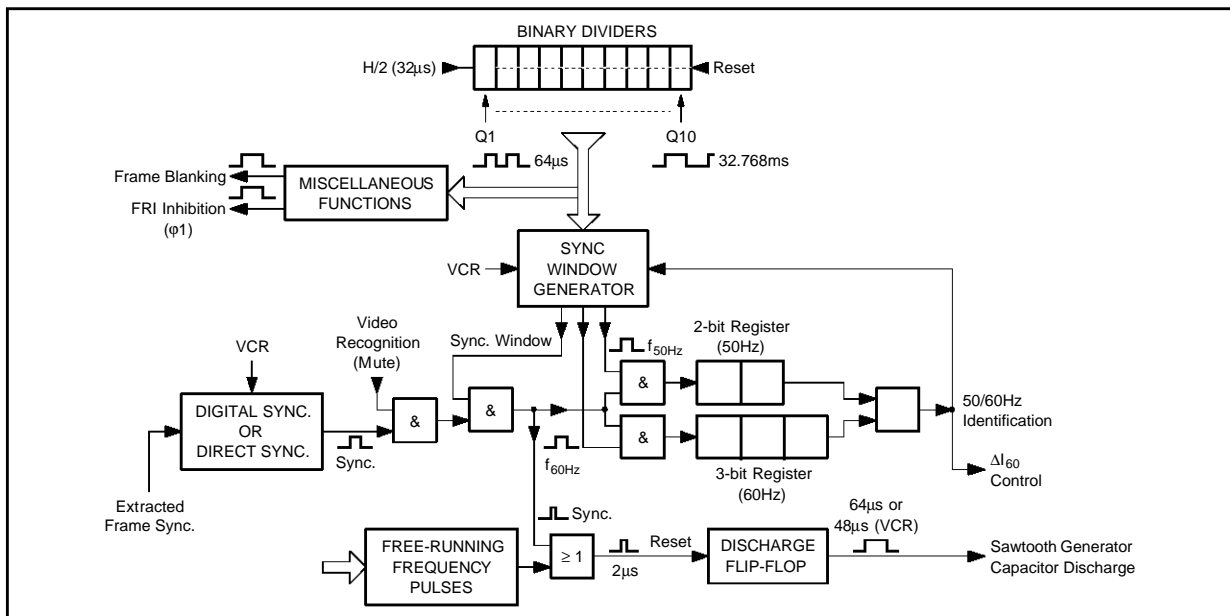 BINARY DIVIDERS
H/2 (32µs)
Reset
Q1
Q10
64µs
32.768ms
Frame Blanking
FRI Inhibition
(φ1)
MISCELLANEOUS
FUNCTIONS
VCR
SYNC
WINDOW
GENERATOR
Video
Recognition
(Mute)
Sync. Window
f50Hz
2-bit Register
(50Hz)
VCR
DIGITAL SYNC.
OR
DIRECT SYNC.
Sync.
&
&
&
&
f60Hz
50/60Hz
Identification
3-bit Register
(60Hz)
ΔI60
Control
Extracted
Frame Sync.
Sync.
FREE-RUNNING
FREQUENCY
PULSES
≥ 1
2µs
Reset
DISCHARGE
FLIP-FLOP
64µs or
48µs (VCR)
Sawtooth Generator
Capacitor Discharge